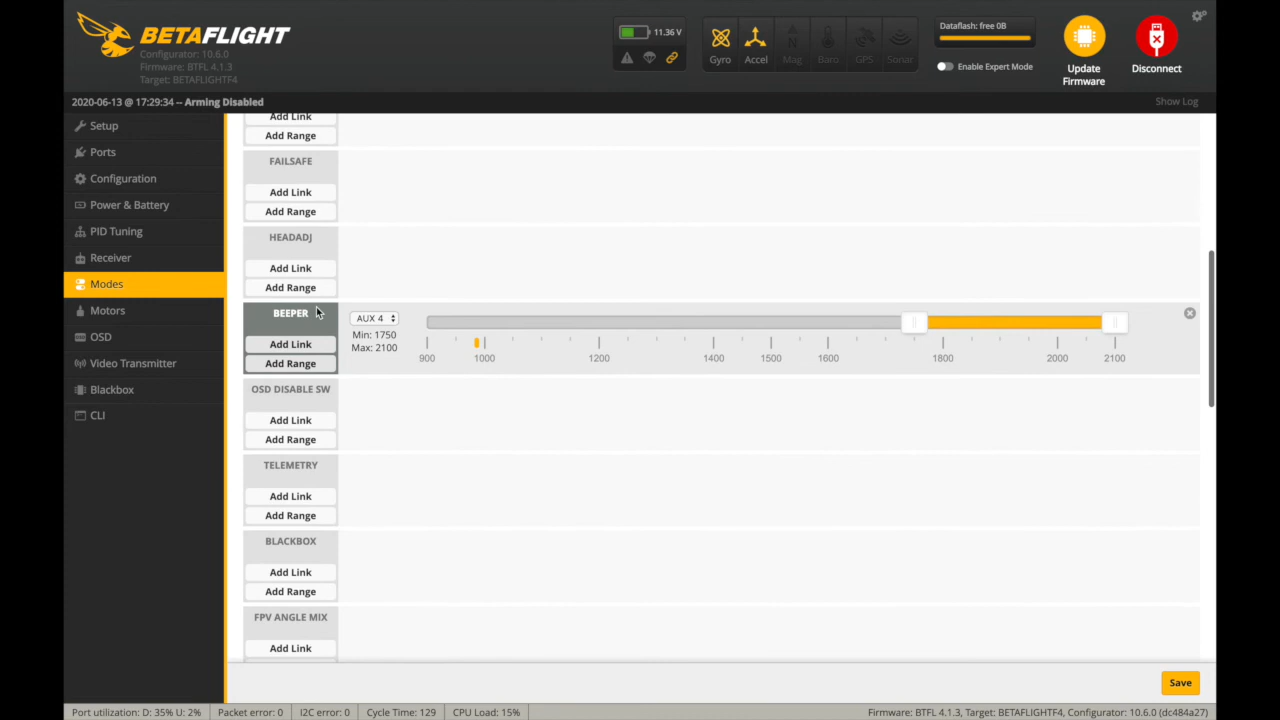 BETAFLIGHT
Configurator: 10.6.0
Firmware: BTFL 4.1.3
Target: BETAFLIGHTF4
11.36 V
Gyro
Accel
Mag
Baro
GPS
Sonar
Dataflash: free 0B
Enable Expert Mode
Update
Firmware
Disconnect
2020-06-13 @ 17:29:34 -- Arming Disabled
Show Log
Setup
Ports
Configuration
Power & Battery
PID Tuning
Receiver
Modes
Motors
OSD
Video Transmitter
Blackbox
CLI
Add Link
Add Range
FAILSAFE
Add Link
Add Range
HEADADJ
Add Link
Add Range
BEEPER
Add Link
Add Range
AUX 4
Min: 1750
Max: 2100
900 1000 1200 1400 1500 1600 1800 2000 2100
OSD DISABLE SW
Add Link
Add Range
TELEMETRY
Add Link
Add Range
BLACKBOX
Add Link
Add Range
FPV ANGLE MIX
Add Link
Save
Port utilization: D: 35% U: 2% Packet error: 0 I2C error: 0 Cycle Time: 129 CPU Load: 15% Firmware: BTFL 4.1.3, Target: BETAFLIGHTF4, Configurator: 10.6.0 (dc484a27)